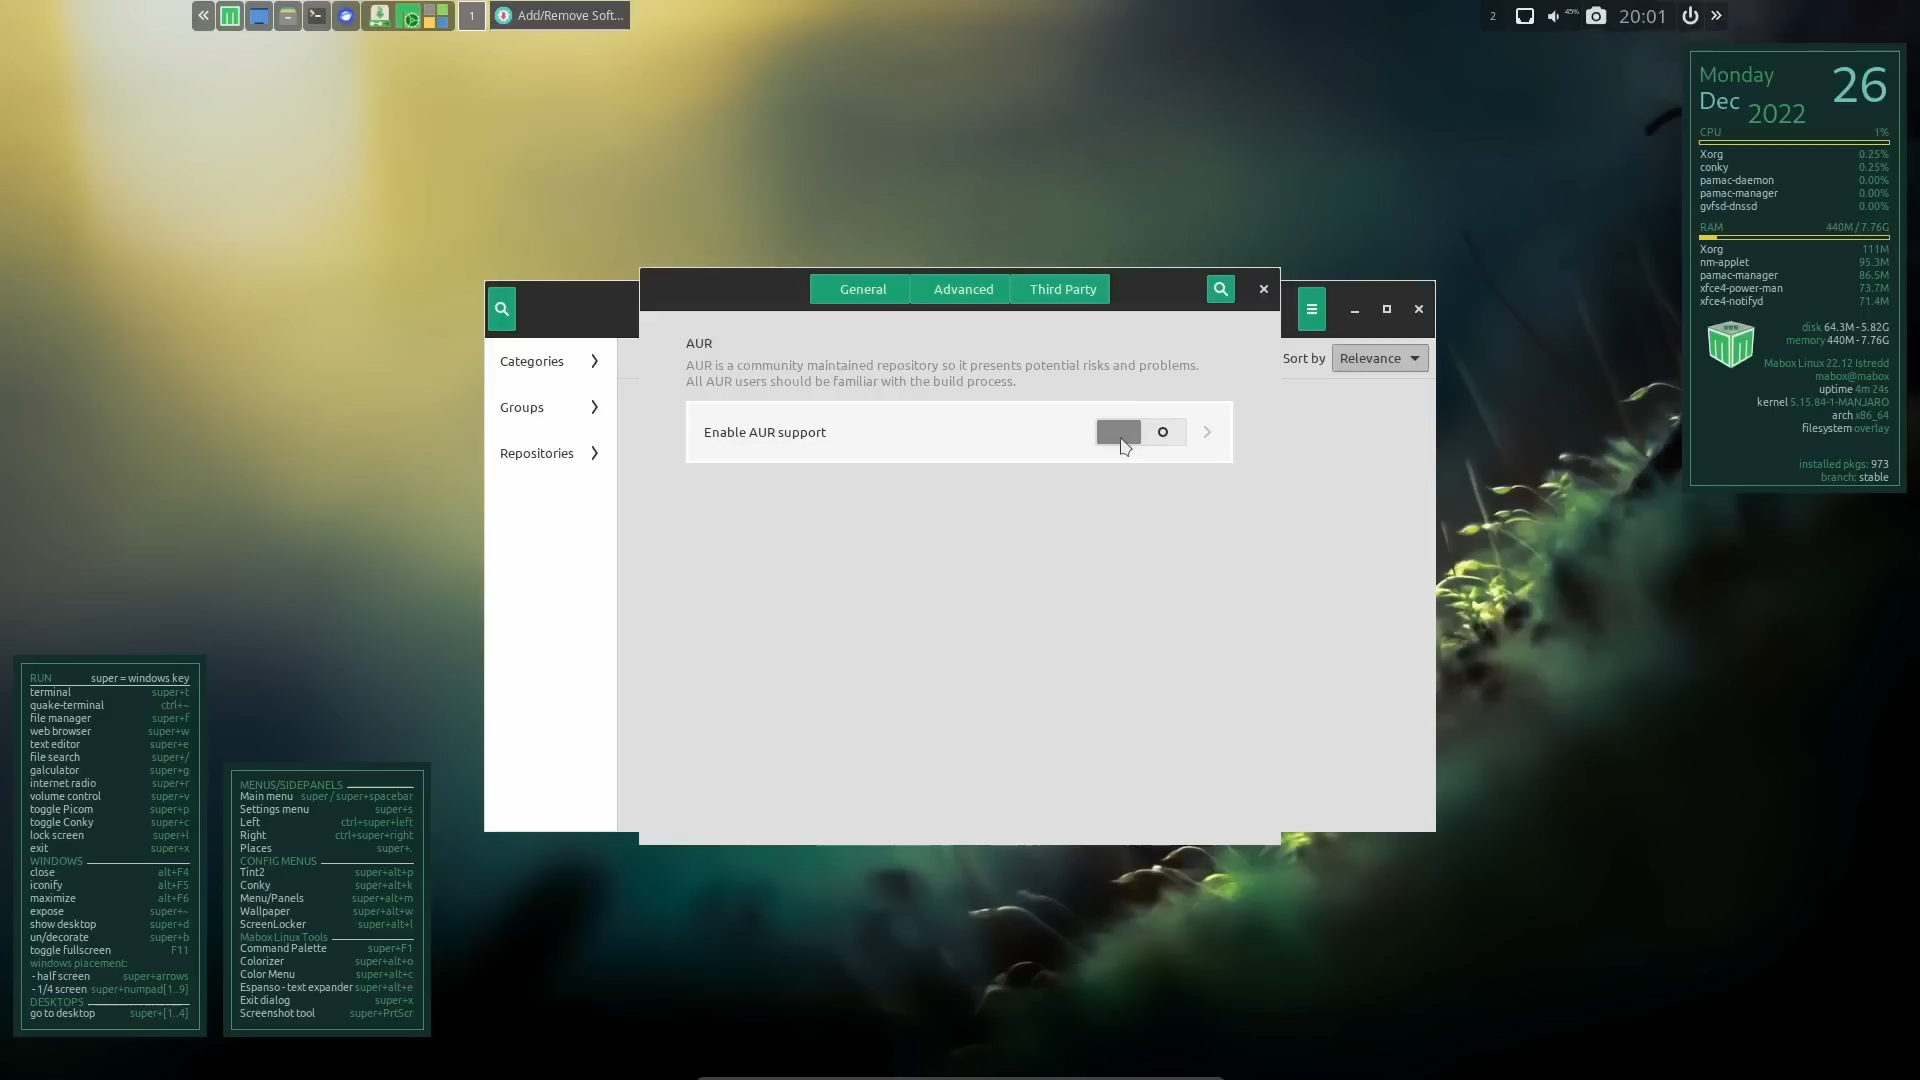 1
Add/Remove Soft...
2
45%
20:01
Monday
26
Dec
2022
CPU 1%
Xorg 0.25%
conky 0.25%
pamac-daemon 0.00%
pamac-manager 0.00%
gvfsd-dnssd 0.00%
RAM 440M / 7.76G
Xorg 111M
nm-applet 95.3M
pamac-manager 86.5M
xfce4-power-man 73.7M
xfce4-notifyd 71.4M
disk 64.3M - 5.82G
memory 440M - 7.76G
Mabox Linux 22.12 Istredd
mabox@mabox
uptime 4m 24s
kernel 5.15.84-1-MANJARO
arch x86_64
filesystem overlay
installed pkgs: 973
branch: stable
General
Advanced
Third Party
AUR
AUR is a community maintained repository so it presents potential risks and problems.
All AUR users should be familiar with the build process.
Enable AUR support
Categories
Groups
Repositories
Sort by
Relevance
RUN super = windows key
terminal super+t
quake-terminal ctrl+~
file manager super+f
web browser super+w
text editor super+e
file search super+/
galculator super+g
internet radio super+r
volume control super+v
toggle Picom super+p
toggle Conky super+c
lock screen super+l
exit super+x
WINDOWS
close alt+F4
iconify alt+F5
maximize alt+F6
expose super+~
show desktop super+d
un/decorate super+b
toggle fullscreen F11
windows placement:
- half screen super+arrows
- 1/4 screen super+numpad[1..9]
DESKTOPS
go to desktop super+[1..4]
MENUS/SIDEPANELS
Main menu super / super+spacebar
Settings menu super+s
Left ctrl+super+left
Right ctrl+super+right
Places super+.
CONFIG MENUS
Tint2 super+alt+p
Conky super+alt+k
Menu/Panels super+alt+m
Wallpaper super+alt+w
ScreenLocker super+alt+l
Mabox Linux Tools
Command Palette super+F1
Colorizer super+alt+o
Color Menu super+alt+c
Espanso - text expander super+alt+e
Exit dialog super+x
Screenshot tool super+PrtScr